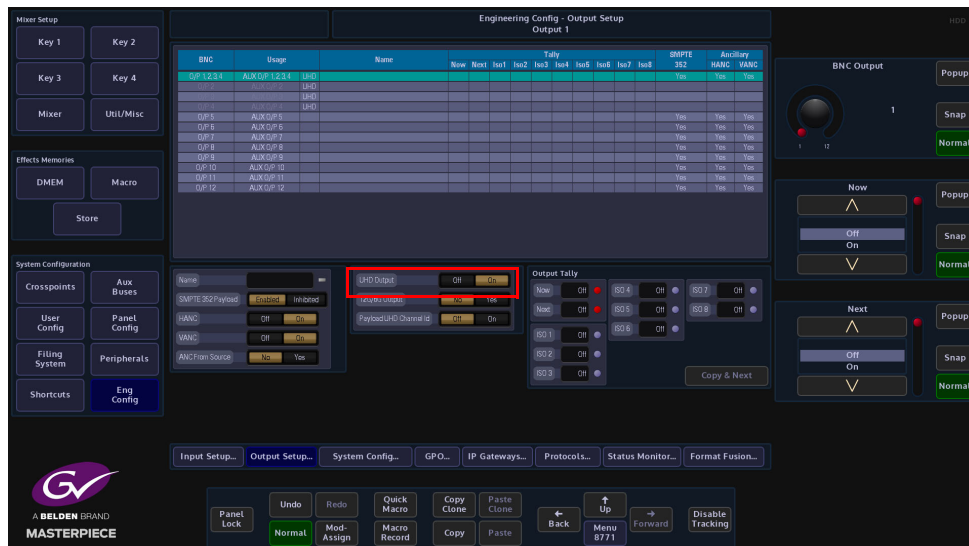 Mixer Setup
Key 1
Key 2
Key 3
Key 4
Mixer
Util/Misc
Effects Memories
DMEM
Macro
Store
System Configuration
Crosspoints
Aux Buses
User Config
Panel Config
Filing System
Peripherals
Shortcuts
Eng Config
GV
A BELDEN BRAND
MASTERPIECE
Engineering Config - Output Setup
Output 1
HDD
BNC Usage Name Tally SMPTE 352 Ancillary
Now Next Iso1 Iso2 Iso3 Iso4 Iso5 Iso6 Iso7 Iso8 HANC VANC
O/P 1,2,3,4 AUX O/P 1,2,3,4 UHD Yes Yes Yes
O/P 2 AUX O/P 2 UHD
UHD
O/P 4 AUX O/P 4 UHD
O/P 5 AUX O/P 5 Yes Yes Yes
O/P 6 AUX O/P 6 Yes Yes Yes
O/P 7 AUX O/P 7 Yes Yes Yes
O/P 8 AUX O/P 8 Yes Yes Yes
O/P 9 AUX O/P 9 Yes Yes Yes
O/P 10 AUX O/P 10 Yes Yes Yes
O/P 11 AUX O/P 11 Yes Yes Yes
O/P 12 AUX O/P 12 Yes Yes Yes
Name
SMPTE 352 Payload Enabled Inhibited
HANC Off On
VANC Off On
ANC From Source No Yes
UHD Output Off On
12G/6G Output No Yes
Payload UHD Channel Id Off On
Output Tally
Now Off ISO 4 Off ISO 7 Off
Next Off ISO 5 Off ISO 8 Off
ISO 1 Off ISO 6 Off
ISO 2 Off
ISO 3 Off
Copy & Next
BNC Output
1
1 12
Popup
Snap
Normal
Now
Off
On
Popup
Snap
Normal
Next
Off
On
Popup
Snap
Normal
Input Setup... Output Setup... System Config... GPO... IP Gateways... Protocols... Status Monitor... Format Fusion...
Panel Lock
Undo
Redo
Normal
Mod-Assign
Quick Macro
Macro Record
Copy Clone
Paste Clone
Copy
Paste
Back
Up
Menu 8771
Forward
Disable Tracking